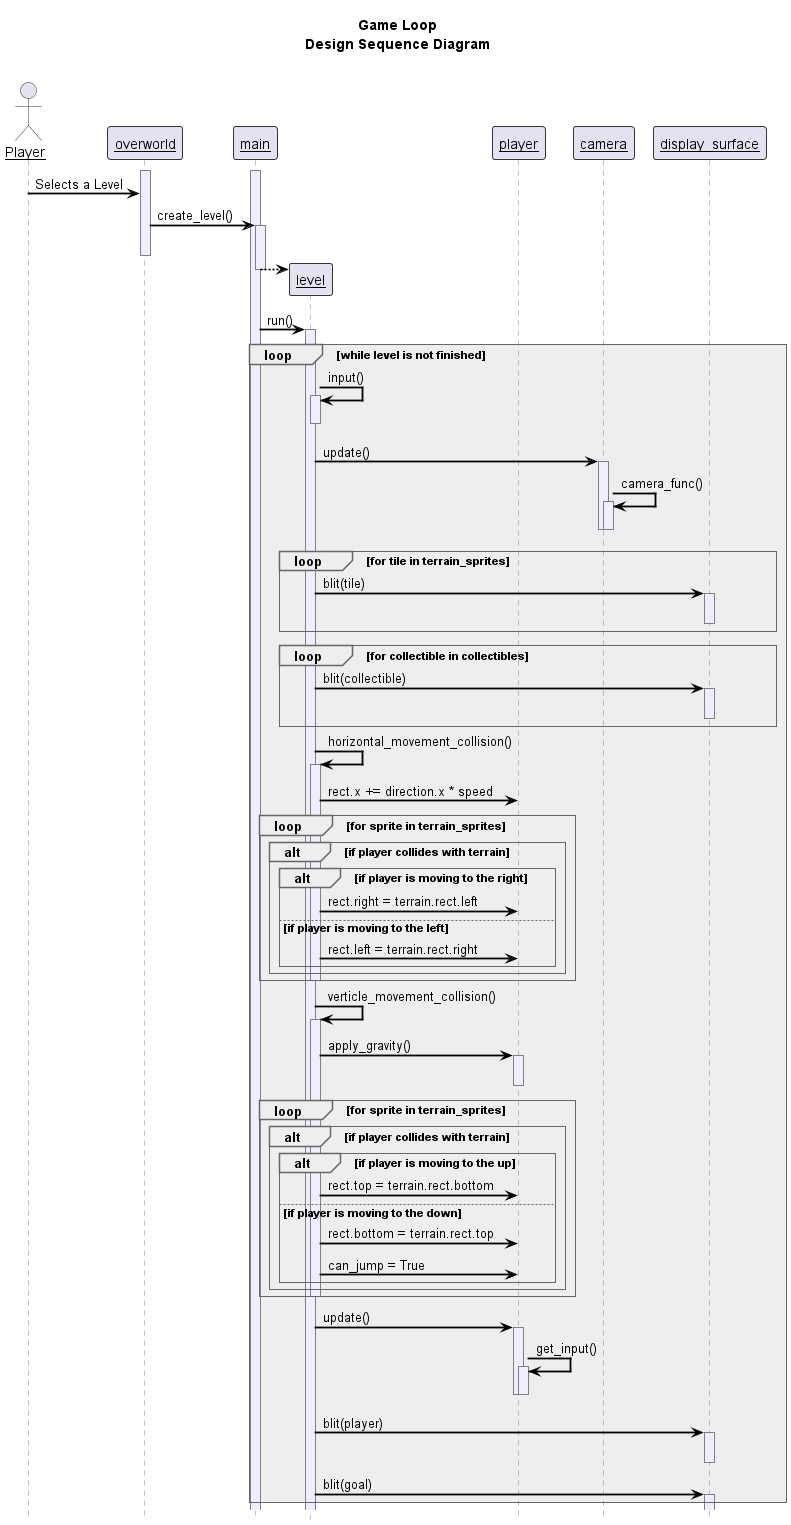 Game Loop
Design Sequence Diagram
Player
overworld
main
player
camera
display_surface
Selects a Level
create_level()
level
run()
loop [while level is not finished]
input()
update()
camera_func()
loop [for tile in terrain_sprites]
blit(tile)
loop [for collectible in collectibles]
blit(collectible)
horizontal_movement_collision()
rect.x += direction.x * speed
loop [for sprite in terrain_sprites]
alt [if player collides with terrain]
alt [if player is moving to the right]
rect.right = terrain.rect.left
[if player is moving to the left]
rect.left = terrain.rect.right
verticle_movement_collision()
apply_gravity()
loop [for sprite in terrain_sprites]
alt [if player collides with terrain]
alt [if player is moving to the up]
rect.top = terrain.rect.bottom
[if player is moving to the down]
rect.bottom = terrain.rect.top
can_jump = True
update()
get_input()
blit(player)
blit(goal)